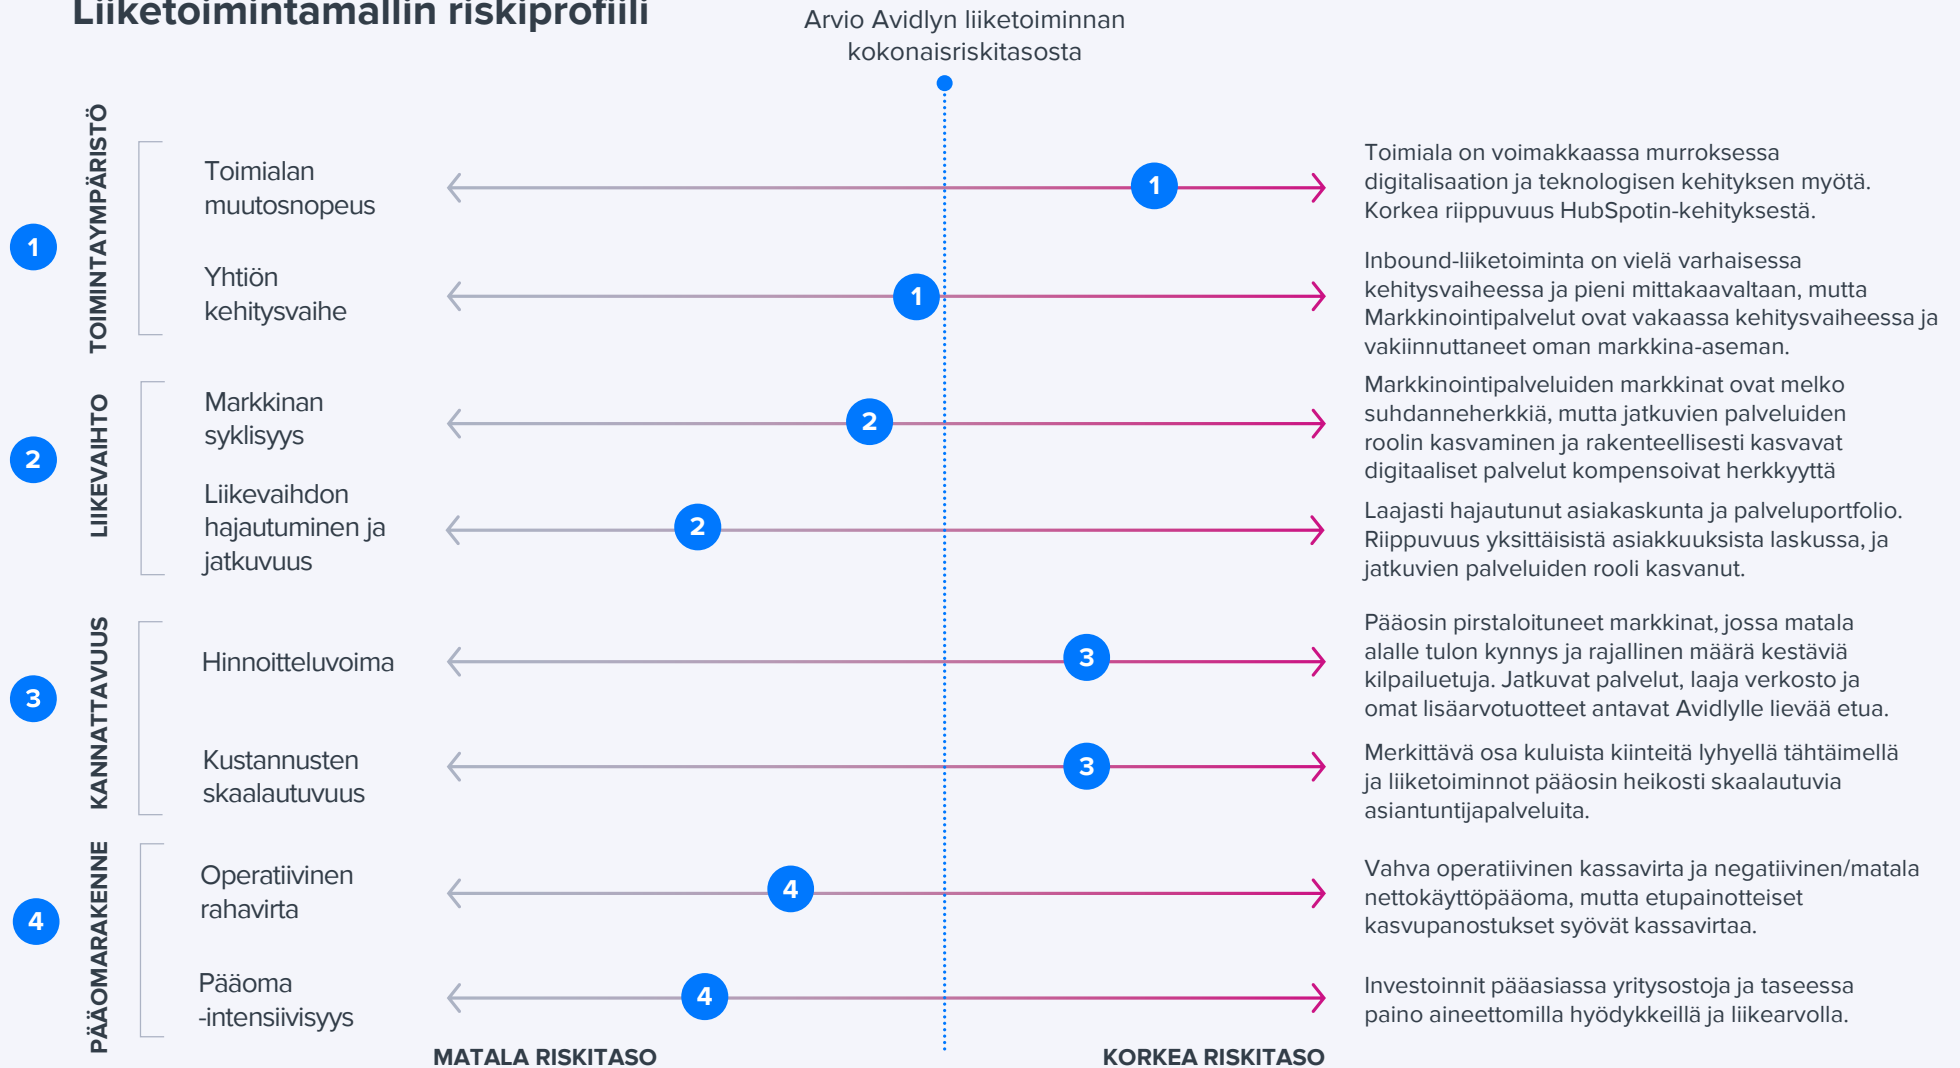 Liiketoimintamallin riskiprofiili
Arvio Avidlyn liiketoiminnan
kokonaisriskitasosta
1
TOIMINTAYMPÄRISTÖ
Toimialan
muutosnopeus
1
Toimiala on voimakkaassa murroksessa
digitalisaation ja teknologisen kehityksen myötä.
Korkea riippuvuus HubSpotin-kehityksestä.
Yhtiön
kehitysvaihe
1
Inbound-liiketoiminta on vielä varhaisessa
kehitysvaiheessa ja pieni mittakaavaltaan, mutta
Markkinointipalvelut ovat vakaassa kehitysvaiheessa ja
vakiinnuttaneet oman markkina-aseman.
2
LIIKEVAIHTO
Markkinan
syklisyys
2
Markkinointipalveluiden markkinat ovat melko
suhdanneherkkiä, mutta jatkuvien palveluiden
roolin kasvaminen ja rakenteellisesti kasvavat
digitaaliset palvelut kompensoivat herkkyyttä
Liikevaihdon
hajautuminen ja
jatkuvuus
2
Laajasti hajautunut asiakaskunta ja palveluportfolio.
Riippuvuus yksittäisistä asiakkuuksista laskussa, ja
jatkuvien palveluiden rooli kasvanut.
3
KANNATTAVUUS
Hinnoitteluvoima
3
Pääosin pirstaloituneet markkinat, jossa matala
alalle tulon kynnys ja rajallinen määrä kestäviä
kilpailuetuja. Jatkuvat palvelut, laaja verkosto ja
omat lisäarvotuotteet antavat Avidlylle lievää etua.
Kustannusten
skaalautuvuus
3
Merkittävä osa kuluista kiinteitä lyhyellä tähtäimellä
ja liiketoiminnot pääosin heikosti skaalautuvia
asiantuntijapalveluita.
4
PÄÄOMARAKENNE
Operatiivinen
rahavirta
4
Vahva operatiivinen kassavirta ja negatiivinen/matala
nettokäyttöpääoma, mutta etupainotteiset
kasvupanostukset syövät kassavirtaa.
Pääoma
-intensiivisyys
4
Investoinnit pääasiassa yritysostoja ja taseessa
paino aineettomilla hyödykkeillä ja liikearvolla.
MATALA RISKITASO
KORKEA RISKITASO